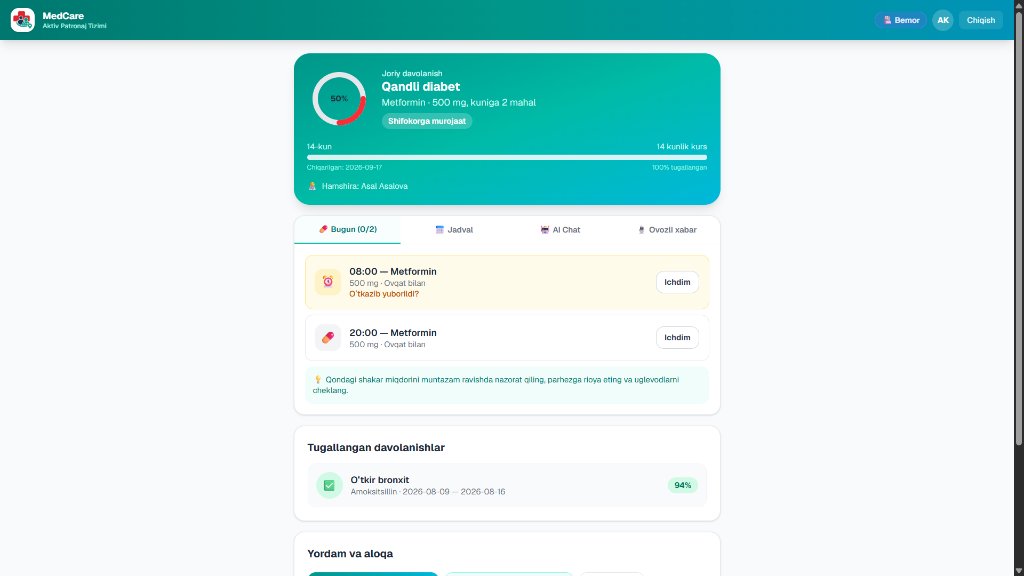 MedCare
Aktiv Patronaj Tizimi
Bemor
AK
Chiqish
50%
Joriy davolanish
Qandli diabet
Metformin · 500 mg, kuniga 2 mahal
Shifokorga murojaat
14-kun
14 kunlik kurs
Chiqarilgan: 2026-09-17
100% tugallangan
Hamshira: Asal Asalova
Bugun (0/2)
Jadval
AI Chat
Ovozli xabar
08:00 — Metformin
500 mg · Ovqat bilan
O'tkazib yuborildi?
Ichdim
20:00 — Metformin
500 mg · Ovqat bilan
Ichdim
Qondagi shakar miqdorini muntazam ravishda nazorat qiling, parhezga rioya eting va uglevodlarni
cheklang.
Tugallangan davolanishlar
O'tkir bronxit
Amoksitsillin · 2026-08-09 — 2026-08-16
94%
Yordam va aloqa